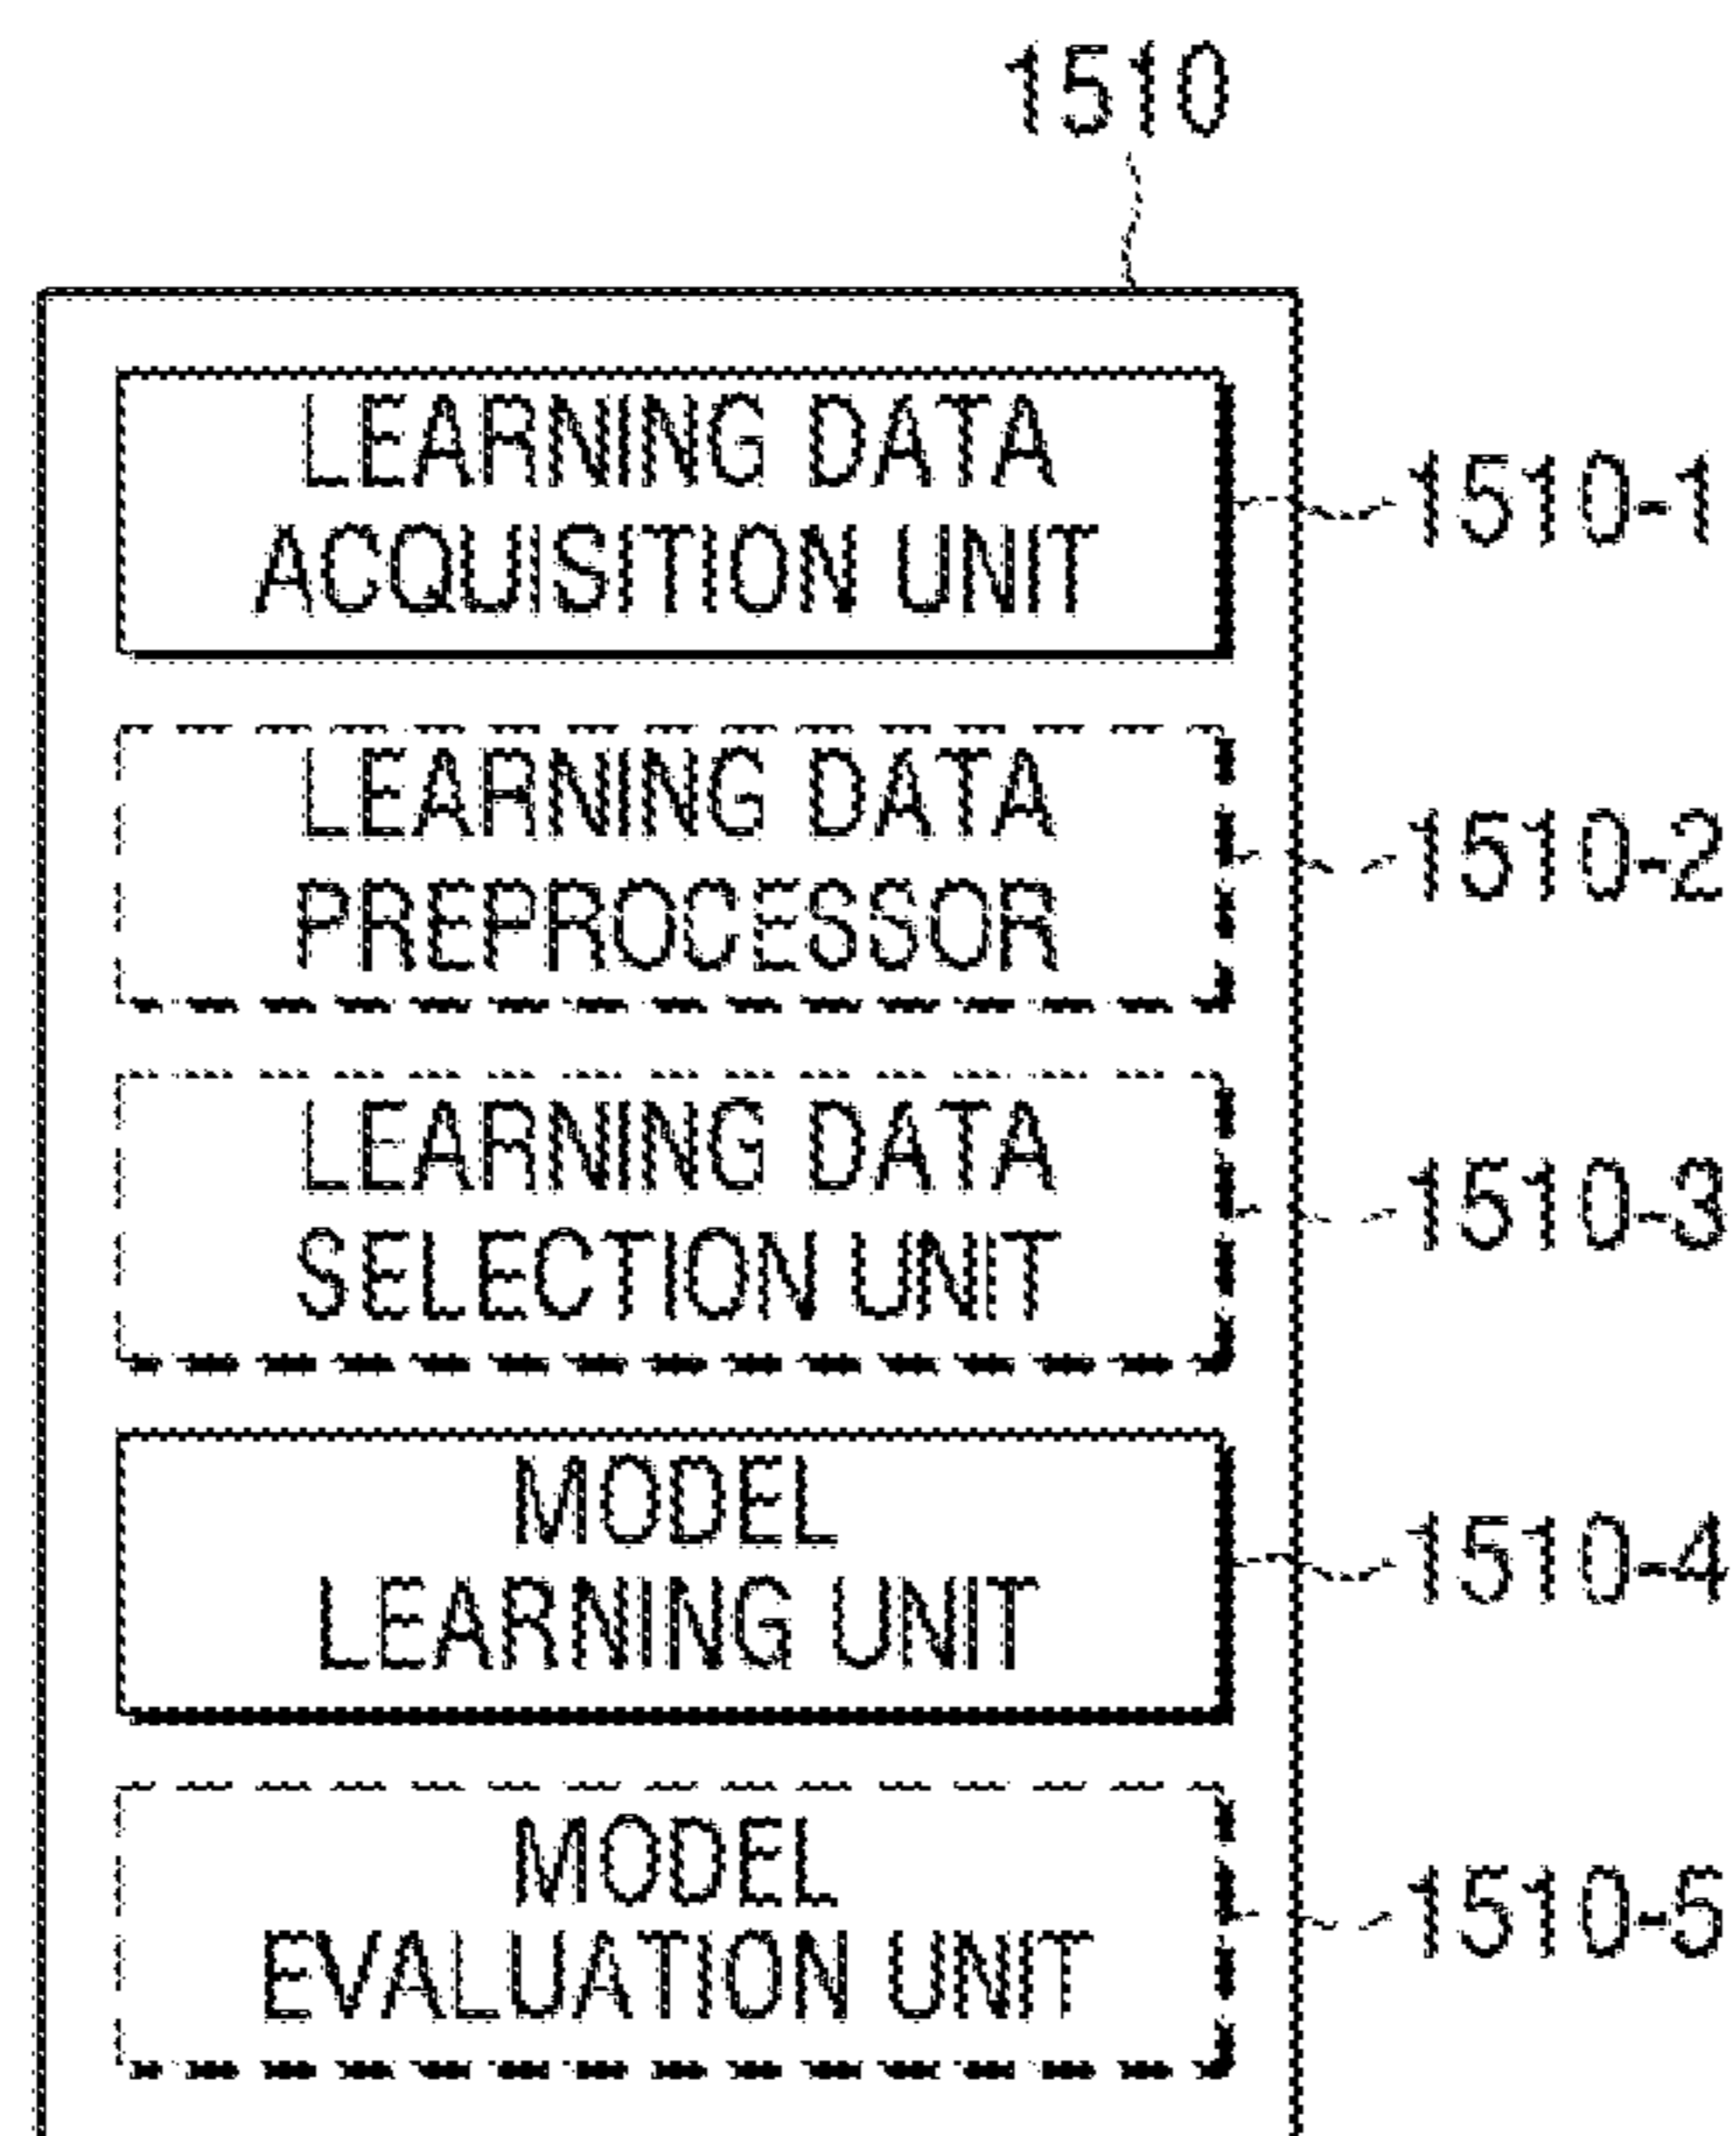 1510
LEARNING DATA
ACQUISITION UNIT
1510-1
LEARNING DATA
PREPROCESSOR
1510-2
LEARNING DATA
SELECTION UNIT
1510-3
MODEL
LEARNING UNIT
1510-4
MODEL
EVALUATION UNIT
1510-5